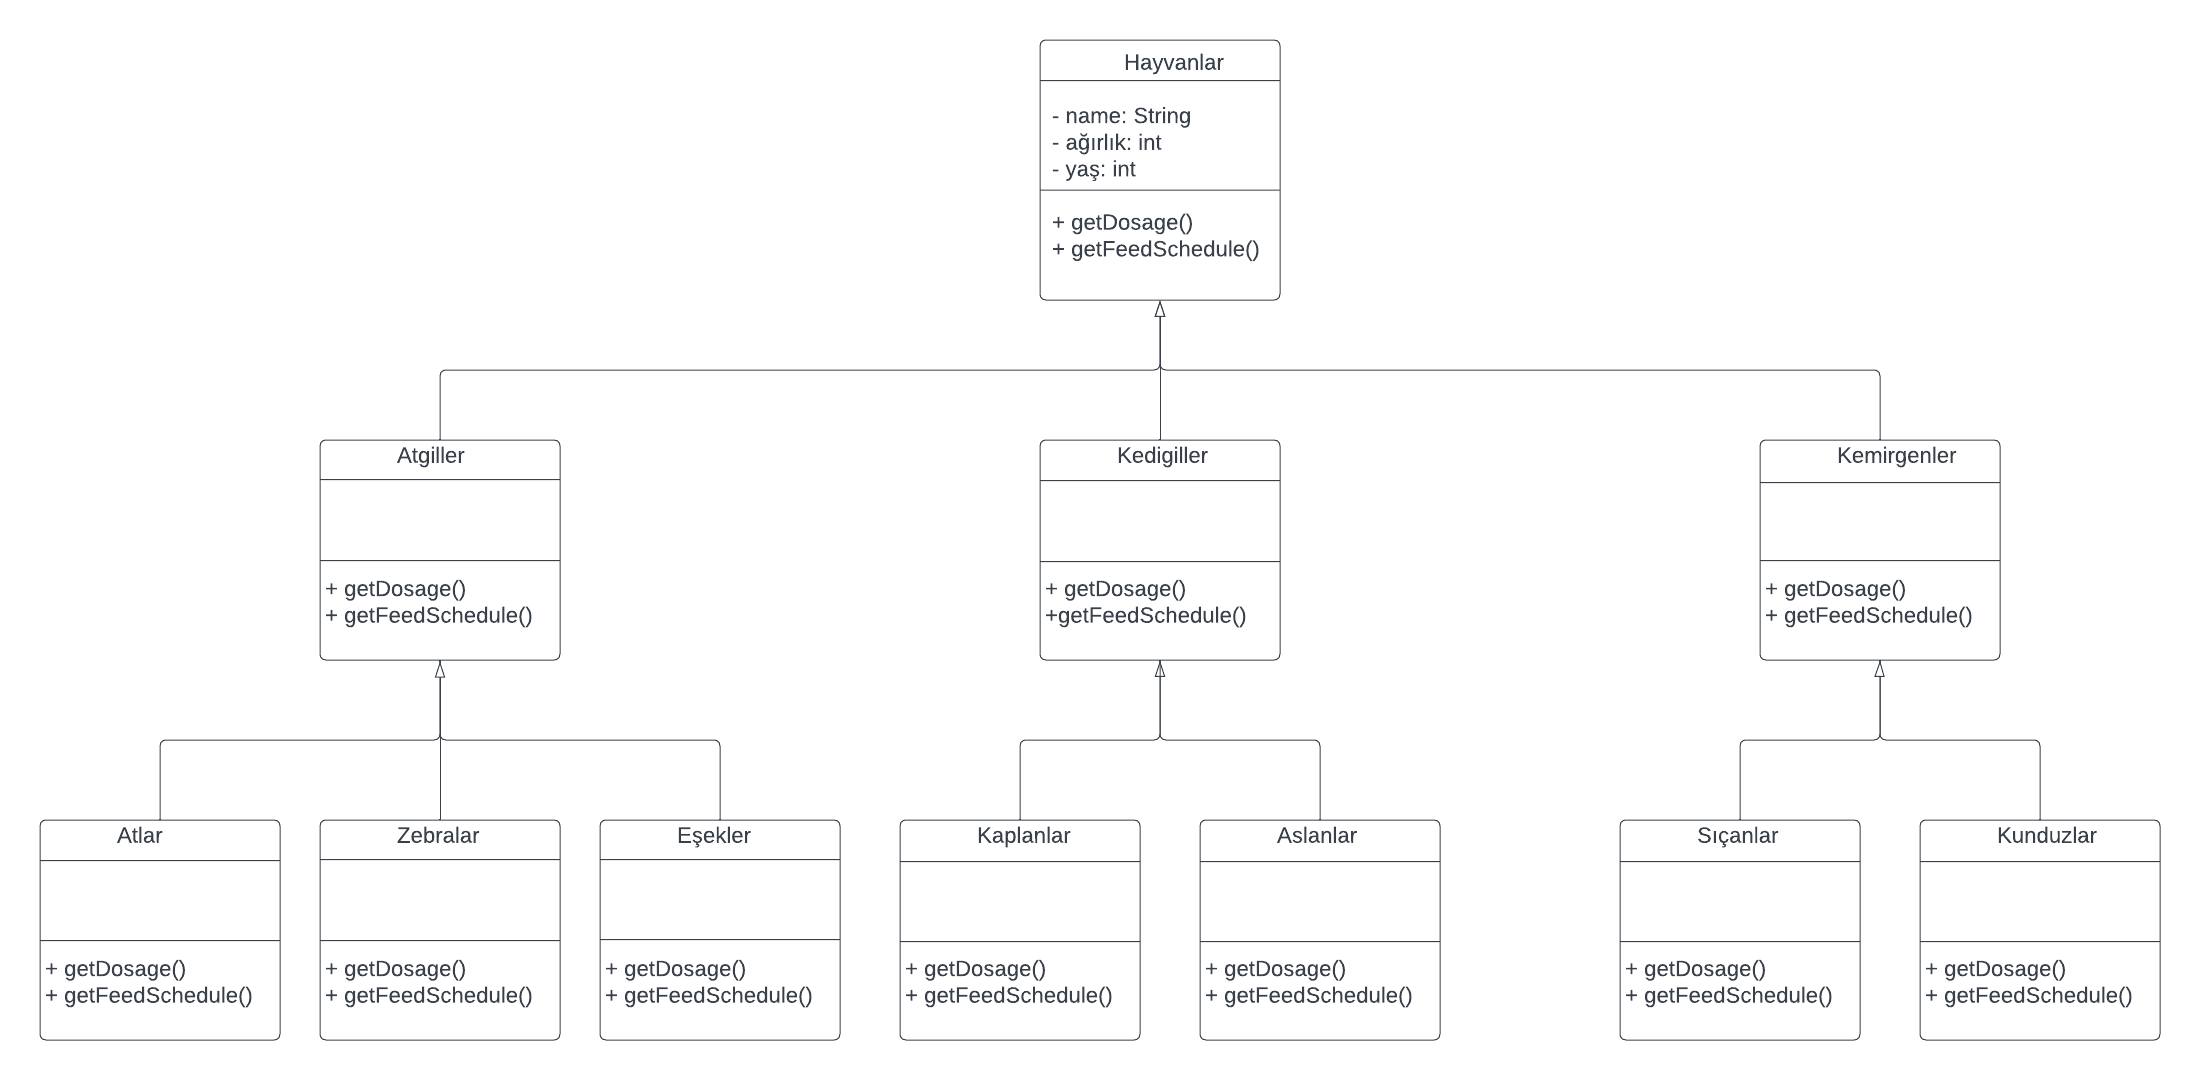 Hayvanlar
- name: String
- ağırlık: int
- yaş: int
+ getDosage()
+ getFeedSchedule()
Atgiller
+ getDosage()
+ getFeedSchedule()
Kedigiller
+ getDosage()
+getFeedSchedule()
Kemirgenler
+ getDosage()
+ getFeedSchedule()
Atlar
+ getDosage()
+ getFeedSchedule()
Zebralar
+ getDosage()
+ getFeedSchedule()
Eşekler
+ getDosage()
+ getFeedSchedule()
Kaplanlar
+ getDosage()
+ getFeedSchedule()
Aslanlar
+ getDosage()
+ getFeedSchedule()
Sıçanlar
+ getDosage()
+ getFeedSchedule()
Kunduzlar
+ getDosage()
+ getFeedSchedule()